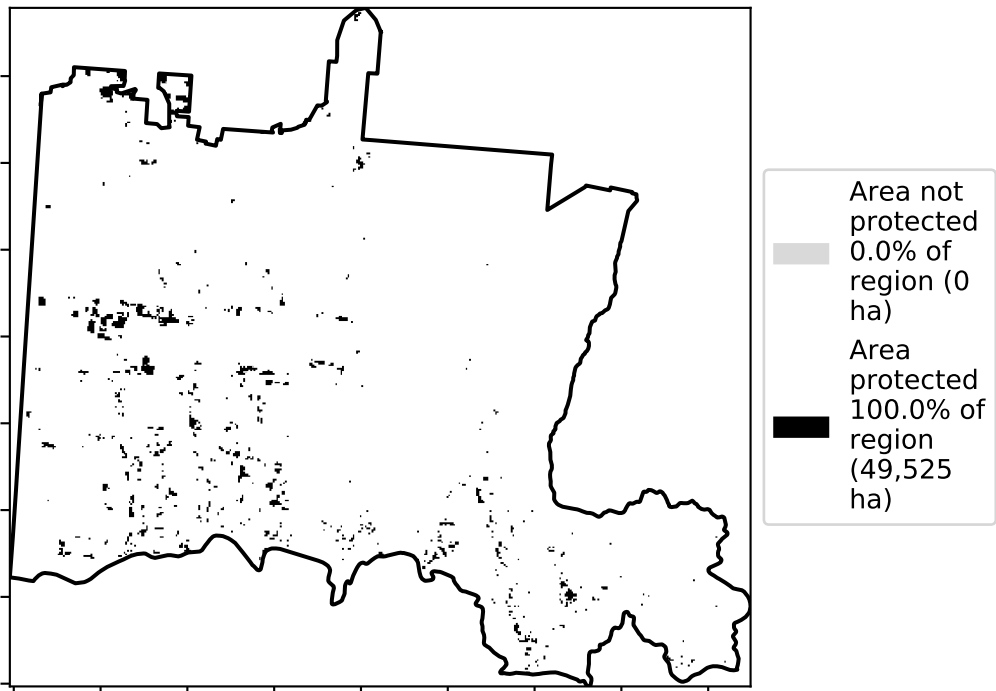 Area not
protected
0.0% of
region (0
ha)
Area
protected
100.0% of
region
(49,525
ha)